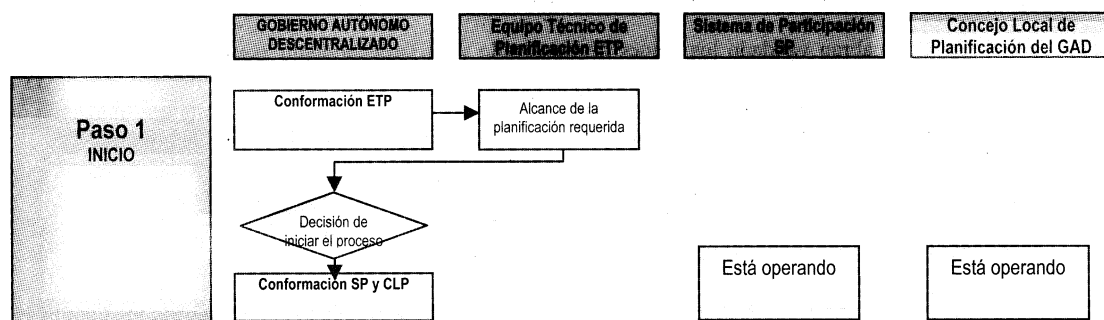 GOBIERNO AUTÓNOMO
DESCENTRALIZADO
Equipo Técnico de
Planificación ETP
Sistema de Participación
SP
Concejo Local de
Planificación del GAD
Paso 1
INICIO
Conformación ETP
Alcance de la
planificación requerida
Decisión de
iniciar el proceso
Conformación SP y CLP
Está operando
Está operando